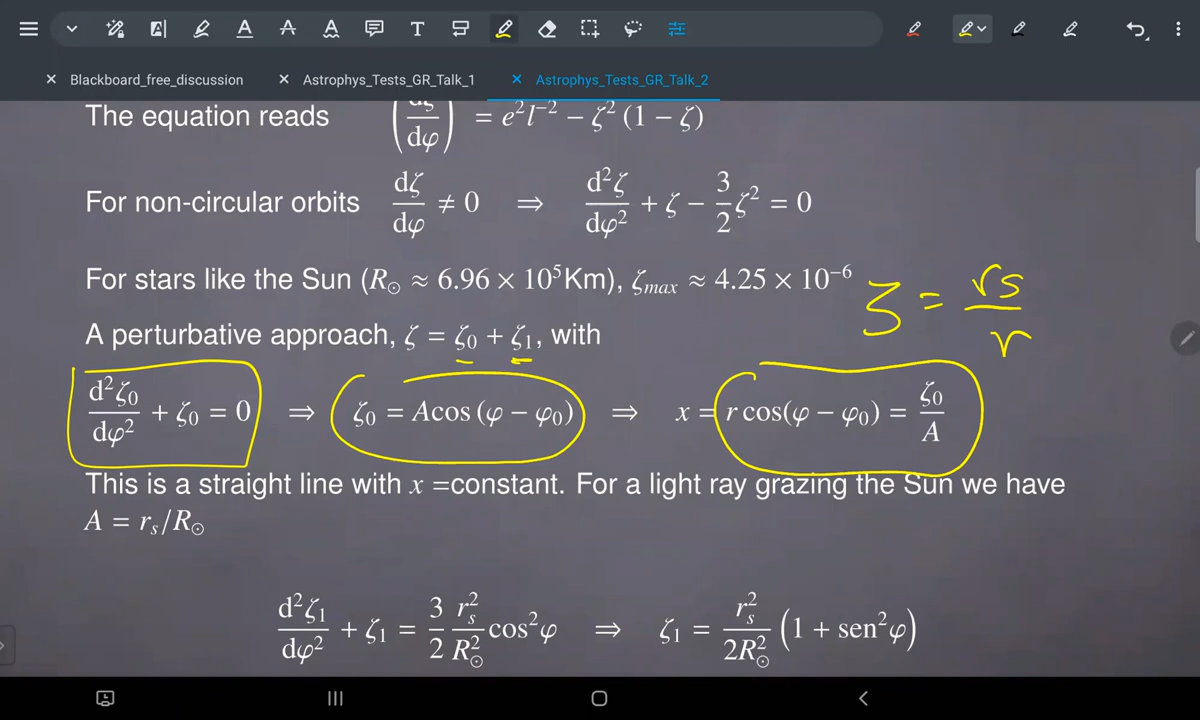 Blackboard_free_discussion Astrophys_Tests_GR_Talk_1 Astrophys_Tests_GR_Talk_2
The equation reads (dζ/dφ) = e²l⁻² − ζ² (1 − ζ)
For non-circular orbits dζ/dφ ≠ 0 ⇒ d²ζ/dφ² + ζ − 3/2 ζ² = 0
For stars like the Sun (R⊙ ≈ 6.96 × 10⁵Km), ζmax ≈ 4.25 × 10⁻⁶
ζ = rs/r
A perturbative approach, ζ = ζ₀ + ζ₁, with
d²ζ₀/dφ² + ζ₀ = 0 ⇒ ζ₀ = Acos (φ − φ₀) ⇒ x = r cos(φ − φ₀) = ζ₀/A
This is a straight line with x =constant. For a light ray grazing the Sun we have
A = rₛ/R⊙
d²ζ₁/dφ² + ζ₁ = 3/2 rₛ²/R⊙² cos²φ ⇒ ζ₁ = rₛ²/2R⊙² (1 + sen²φ)